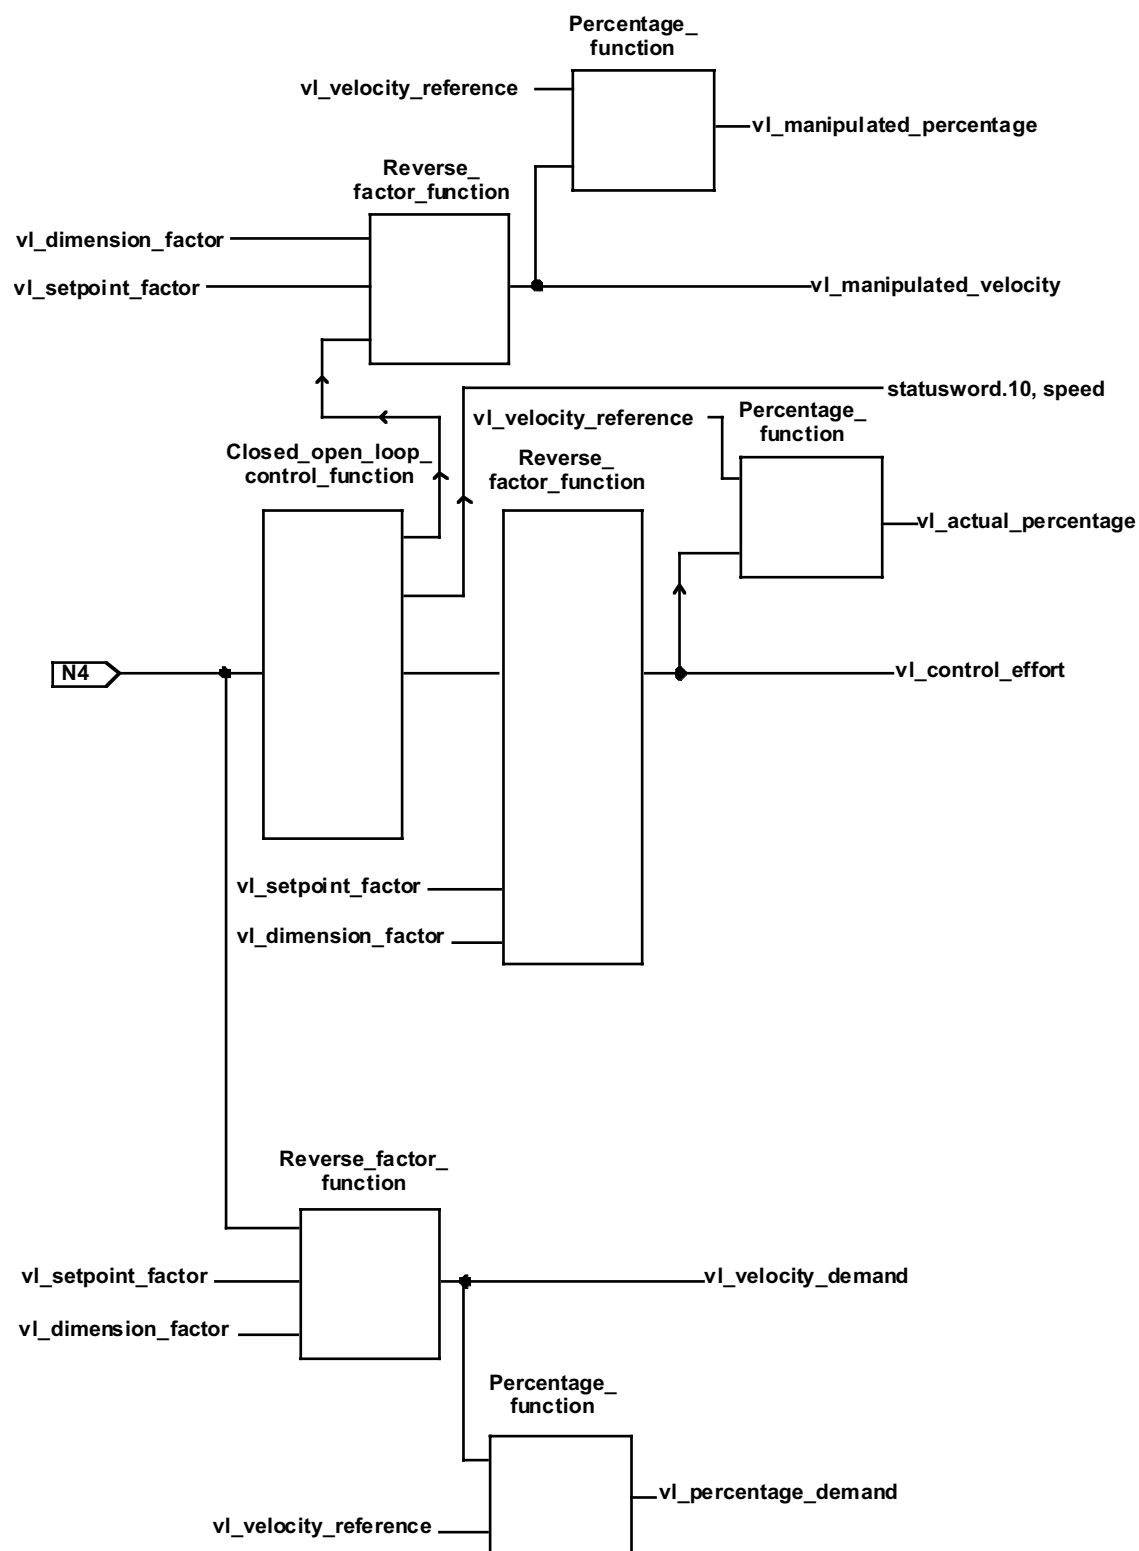 Percentage_
function
vl_velocity_reference
vl_manipulated_percentage
Reverse_
factor_function
vl_dimension_factor
vl_setpoint_factor
vl_manipulated_velocity
statusword.10, speed
vl_velocity_reference
Percentage_
function
Closed_open_loop_
control_function
Reverse_
factor_function
vl_actual_percentage
N4
vl_control_effort
vl_setpoint_factor
vl_dimension_factor
Reverse_factor_
function
vl_setpoint_factor
vl_velocity_demand
vl_dimension_factor
Percentage_
function
vl_percentage_demand
vl_velocity_reference